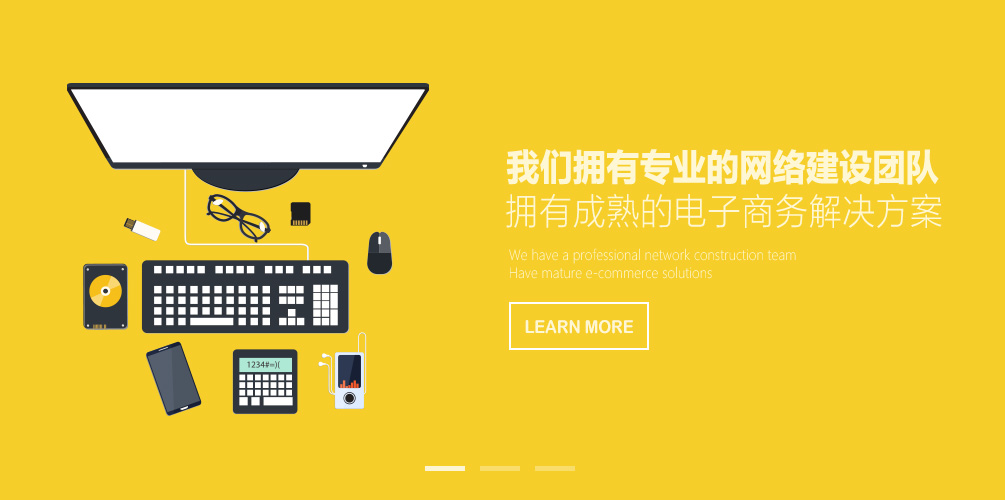 我们拥有专业的网络建设团队
拥有成熟的电子商务解决方案
We have a professional network construction team
Have mature e-commerce solutions
LEARN MORE
1234#=)(